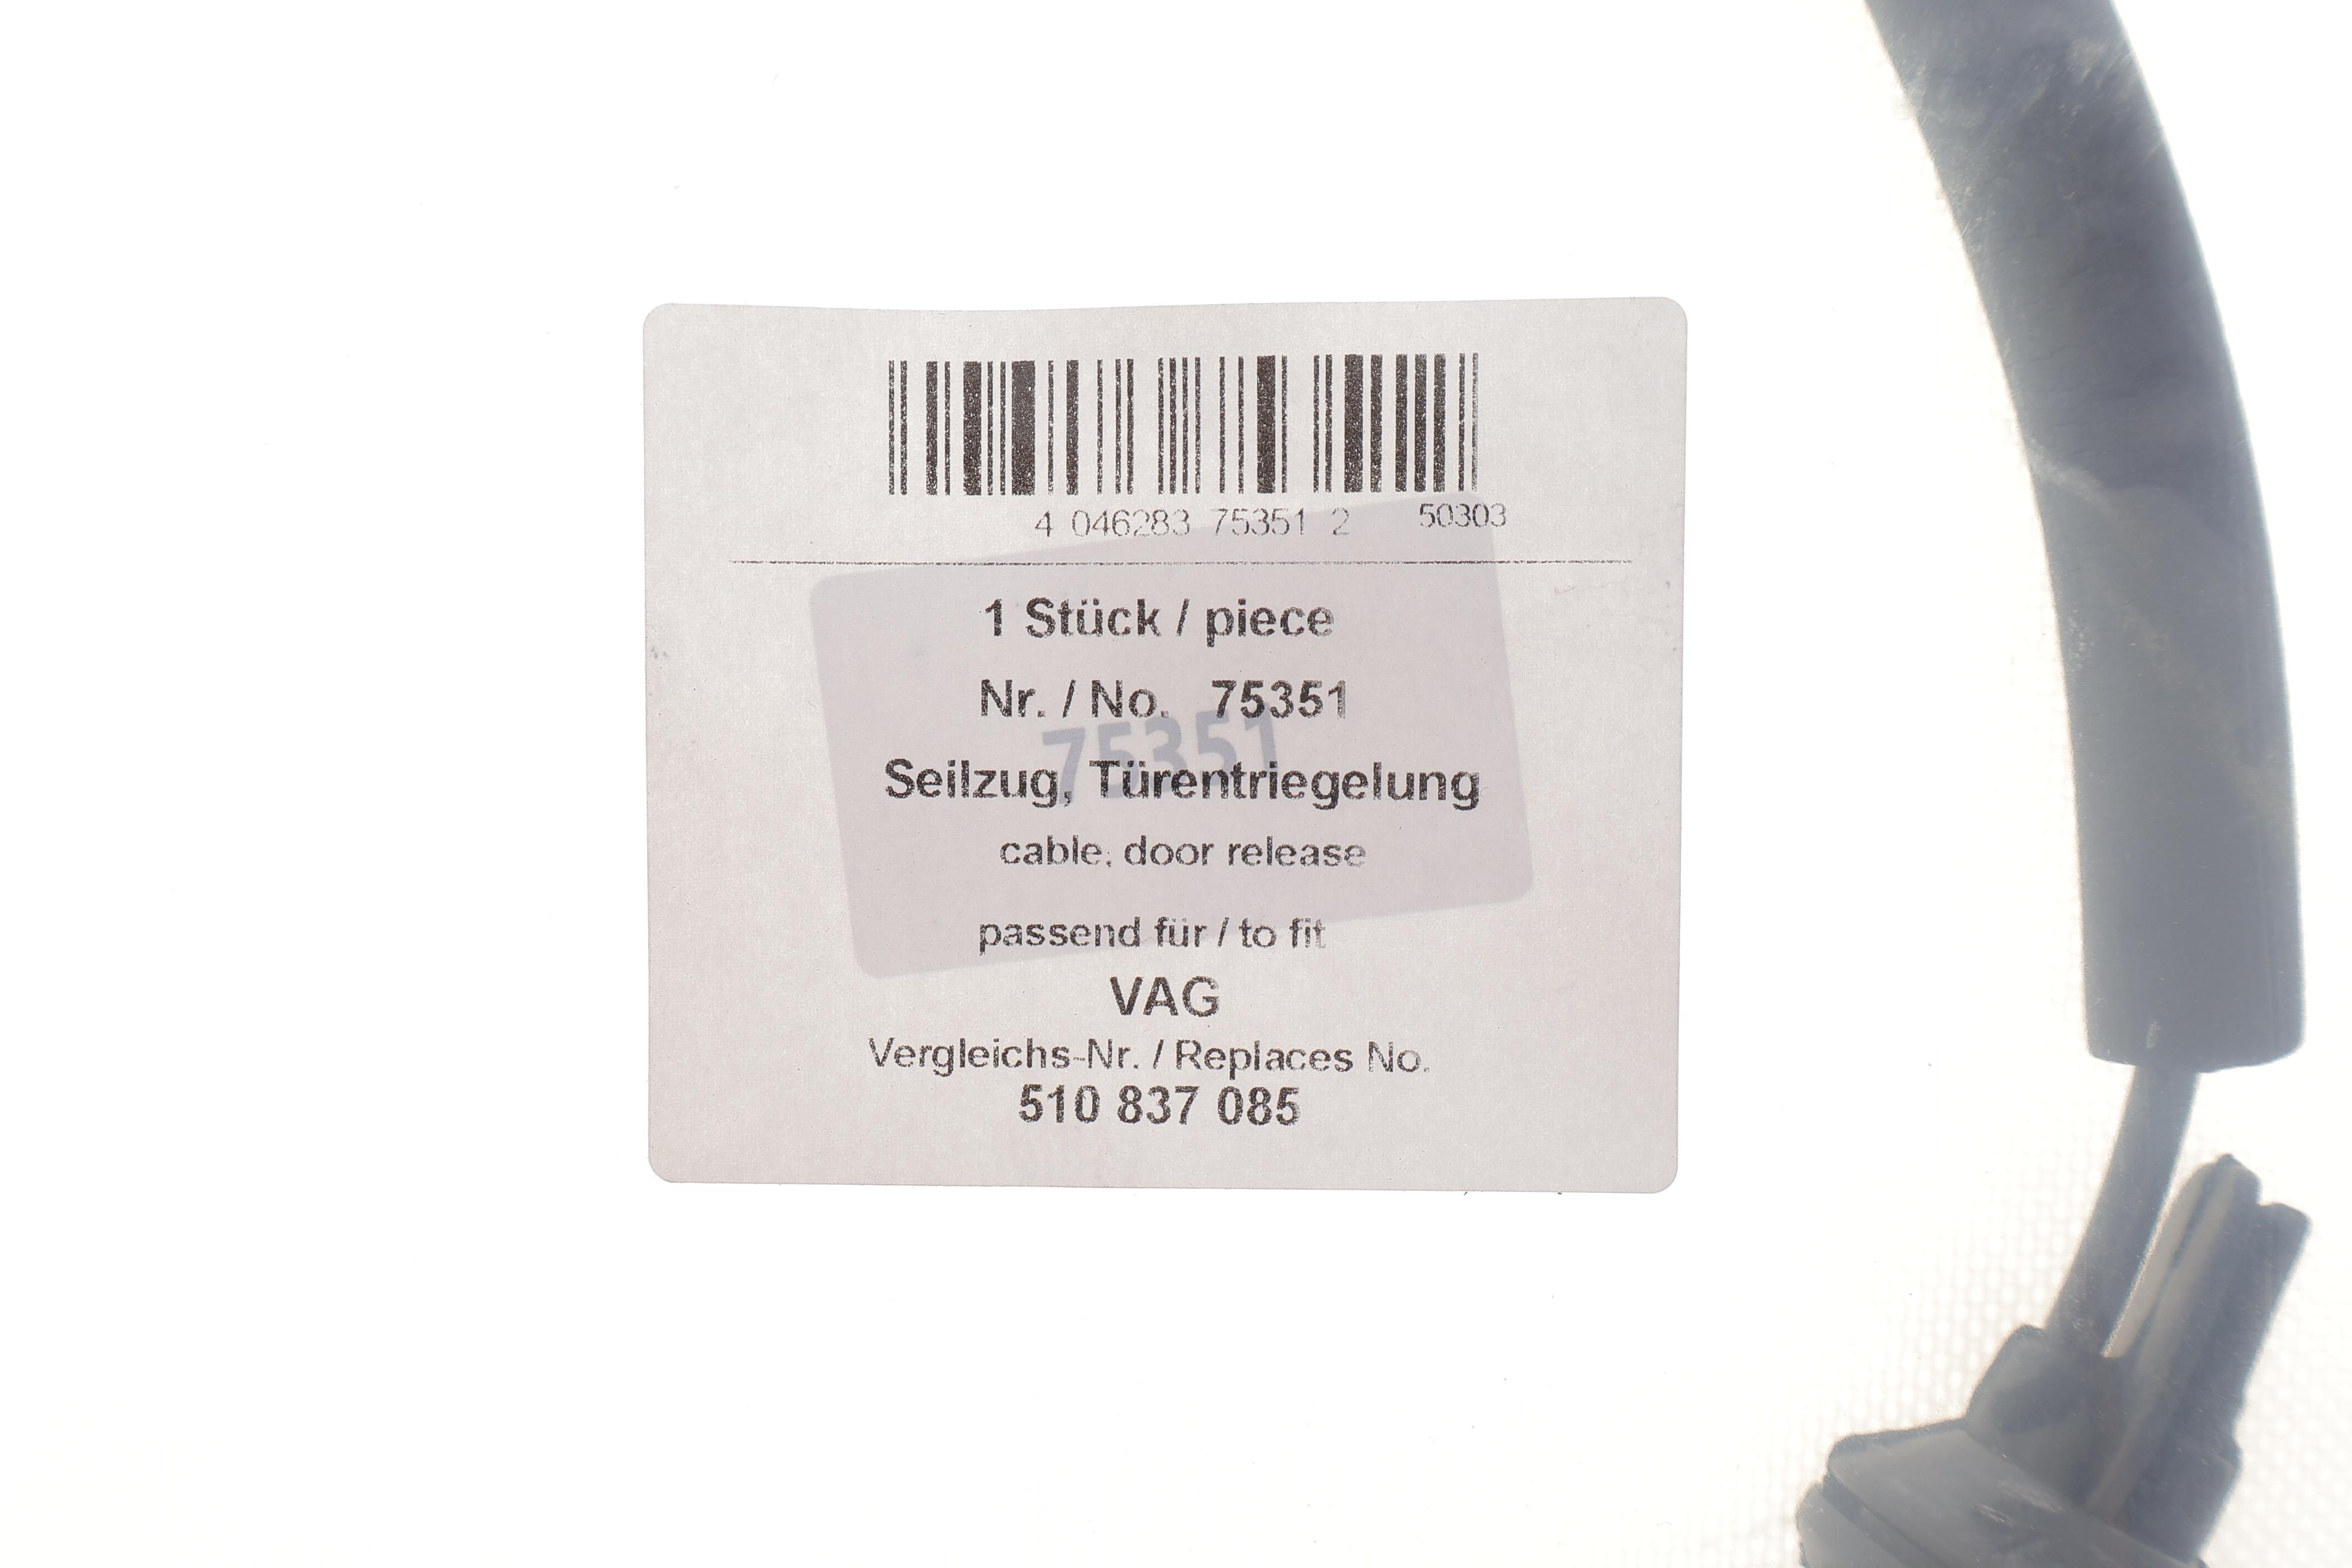 4 046283 75351 2 50303
1 Stück / piece
Nr. / No. 75351
75351
Seilzug, Türentriegelung
cable, door release
passend für / to fit
VAG
Vergleichs-Nr. / Replaces No.
510 837 085